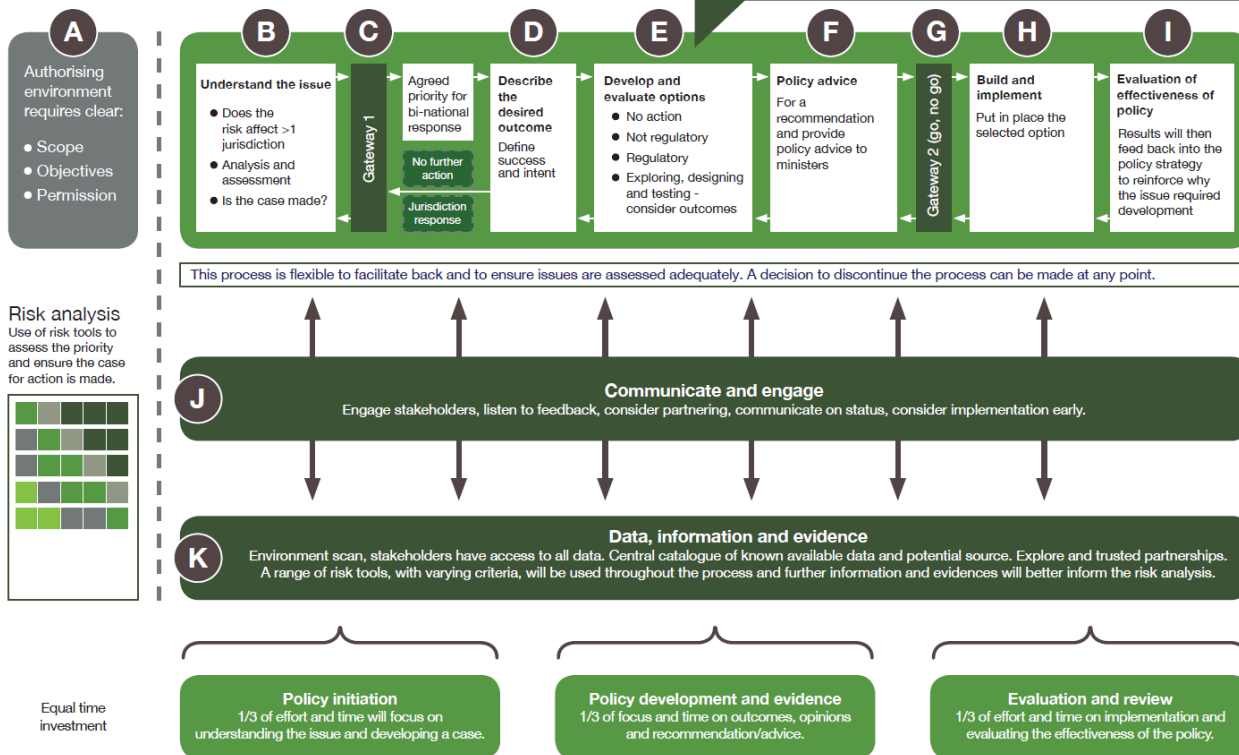 A
B
C
D
E
F
G
H
I
Authorising
environment
requires clear:
• Scope
• Objectives
• Permission
Understand the issue
• Does the
risk affect >1
jurisdiction
• Analysis and
assessment
• Is the case made?
Gateway 1
Agreed
priority for
bi-national
response
No further
action
Jurisdiction
response
Describe
the
desired
outcome
Define
success
and intent
Develop and
evaluate options
• No action
• Not regulatory
• Regulatory
• Exploring, designing
and testing -
consider outcomes
Policy advice
For a
recommendation
and provide
policy advice to
ministers
Gateway 2 (go, no go)
Build and
implement
Put in place the
selected option
Evaluation of
effectiveness of
policy
Results will then
feed back into the
policy strategy
to reinforce why
the issue required
development
This process is flexible to facilitate back and to ensure issues are assessed adequately. A decision to discontinue the process can be made at any point.
Risk analysis
Use of risk tools to
assess the priority
and ensure the case
for action is made.
J
Communicate and engage
Engage stakeholders, listen to feedback, consider partnering, communicate on status, consider implementation early.
K
Data, information and evidence
Environment scan, stakeholders have access to all data. Central catalogue of known available data and potential source. Explore and trusted partnerships.
A range of risk tools, with varying criteria, will be used throughout the process and further information and evidences will better inform the risk analysis.
Equal time
investment
Policy initiation
1/3 of effort and time will focus on
understanding the issue and developing a case.
Policy development and evidence
1/3 of focus and time on outcomes, opinions
and recommendation/advice.
Evaluation and review
1/3 of effort and time on implementation and
evaluating the effectiveness of the policy.